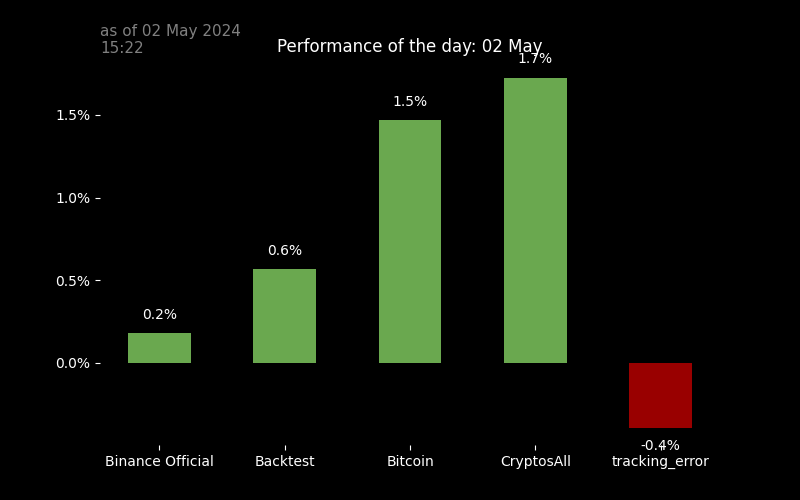 as of 02 May 2024
15:22
Performance of the day: 02 May
1.7%
1.5%
1.5%
1.0%
0.6%
0.5%
0.2%
0.0%
-0.4%
Binance Official
Backtest
Bitcoin
CryptosAll
tracking_error